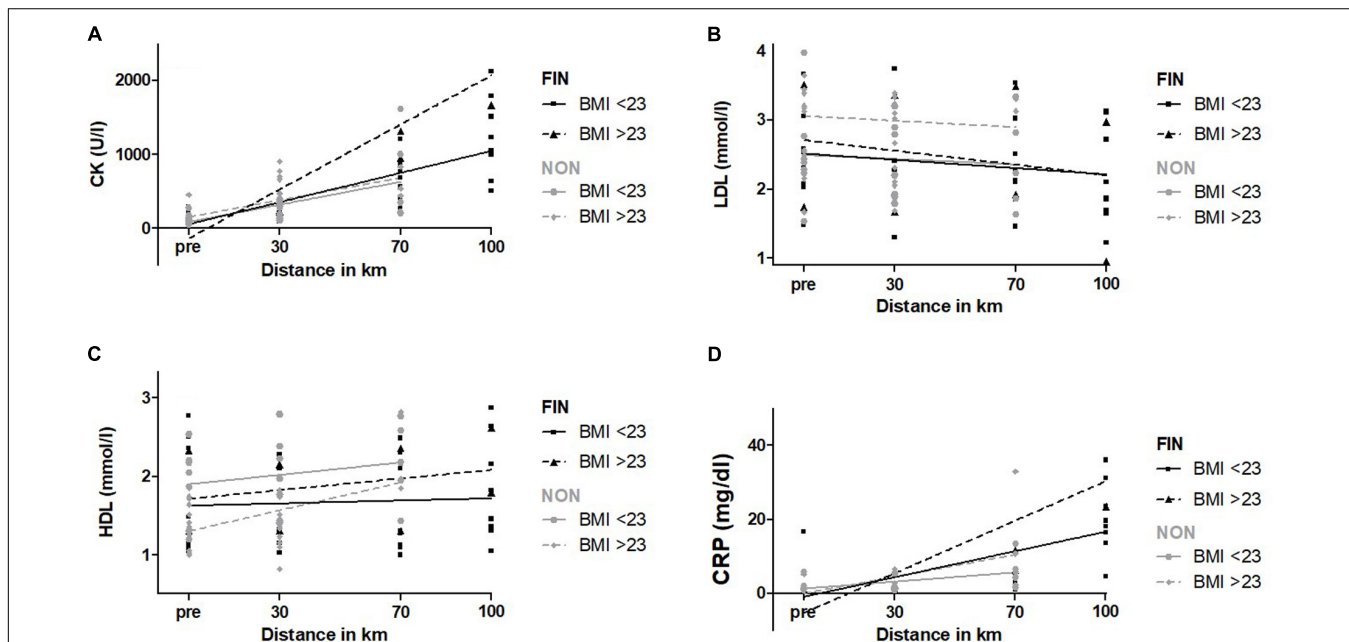 A
CK (U/l)
2000
1000
0
pre 30 70 100
Distance in km
FIN
BMI <23
BMI >23
NON
BMI <23
BMI >23
B
LDL (mmol/l)
4
3
2
1
pre 30 70 100
Distance in km
FIN
BMI <23
BMI >23
NON
BMI <23
BMI >23
C
HDL (mmol/l)
3
2
1
pre 30 70 100
Distance in km
FIN
BMI <23
BMI >23
NON
BMI <23
BMI >23
D
CRP (mg/dl)
40
20
0
pre 30 70 100
Distance in km
FIN
BMI <23
BMI >23
NON
BMI <23
BMI >23